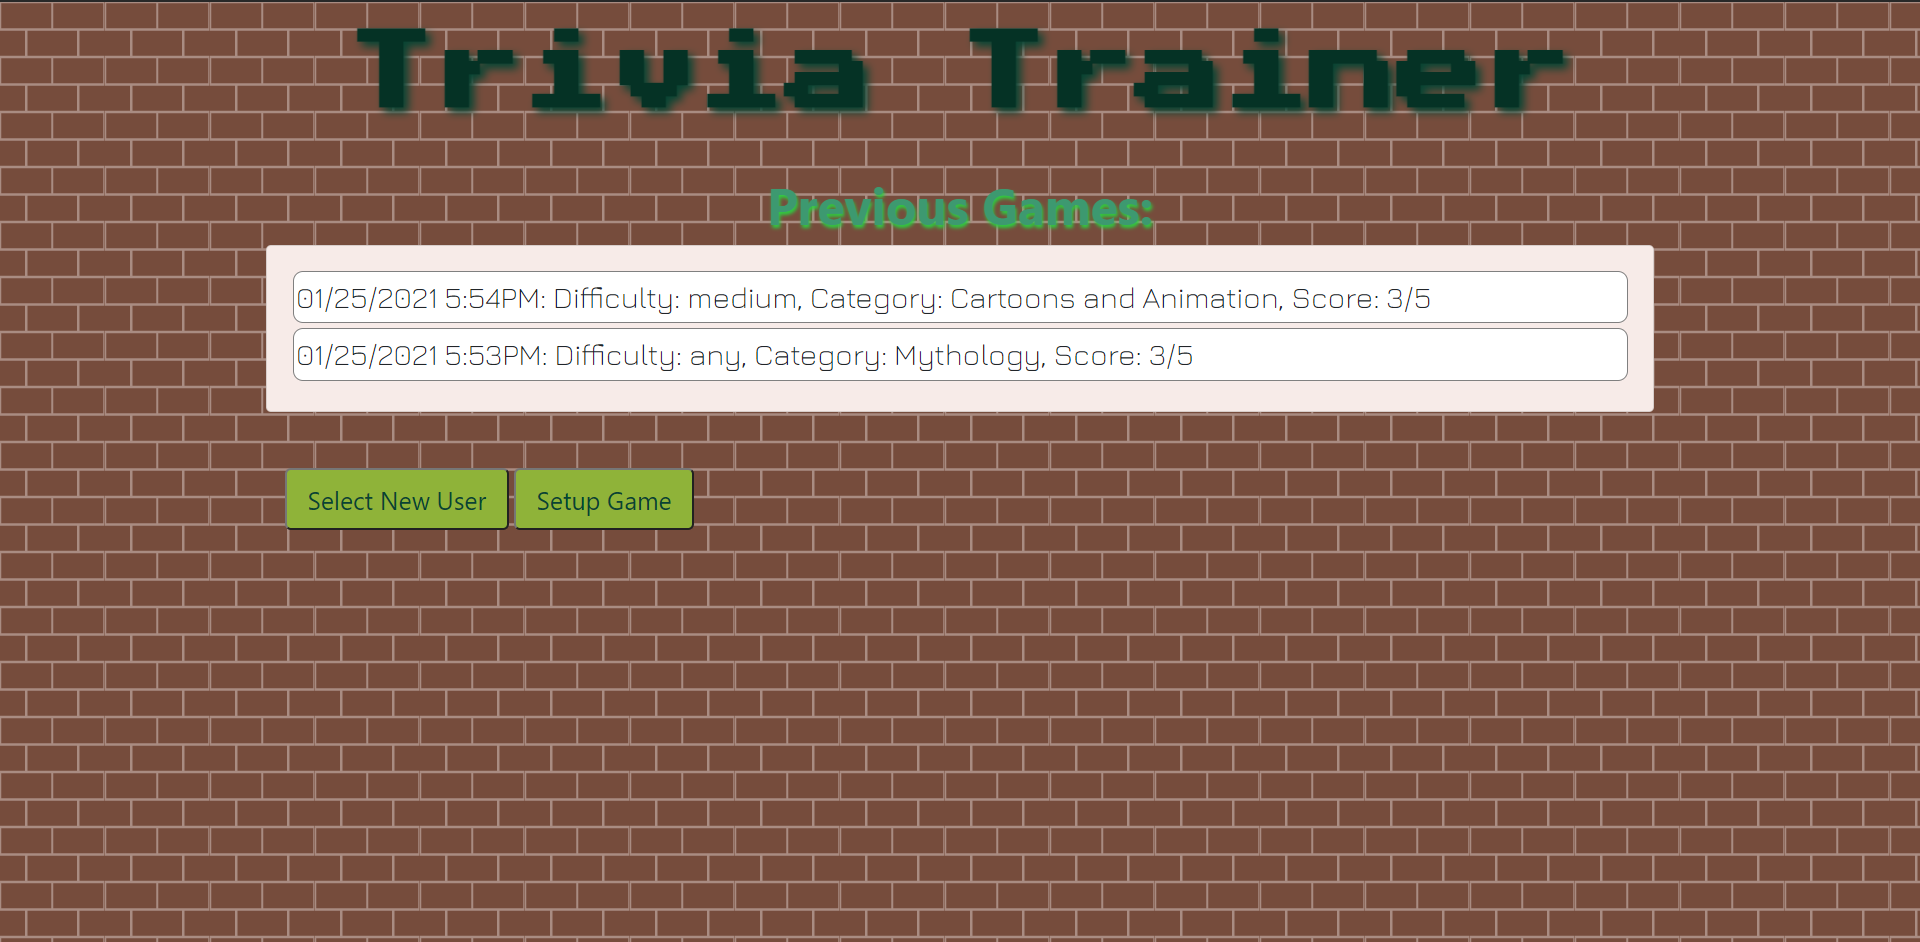 Trivia Trainer
Previous Games:
01/25/2021 5:54PM: Difficulty: medium, Category: Cartoons and Animation, Score: 3/5
01/25/2021 5:53PM: Difficulty: any, Category: Mythology, Score: 3/5
Select New User Setup Game